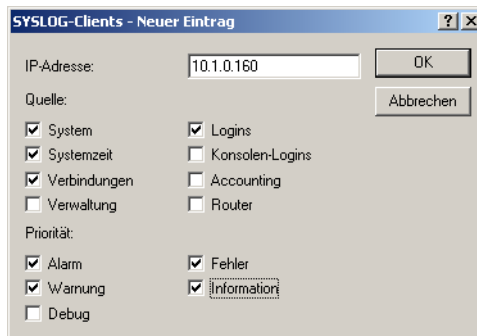 SYSLOG-Clients - Neuer Eintrag
IP-Adresse: 10.1.0.160 OK
Quelle: Abbrechen
System Logins
Systemzeit Konsolen-Logins
Verbindungen Accounting
Verwaltung Router
Priorität:
Alarm Fehler
Warnung Information
Debug